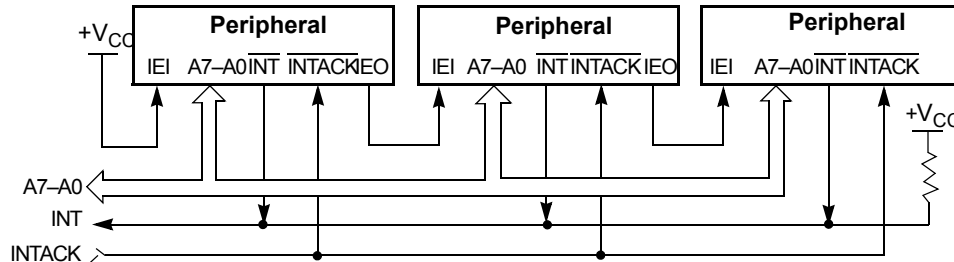 Peripheral Peripheral Peripheral
+VCC
IEI A7–A0 INT INTACK IEO IEI A7–A0 INT INTACK IEO IEI A7–A0 INT INTACK
+VCC
A7–A0
INT
INTACK